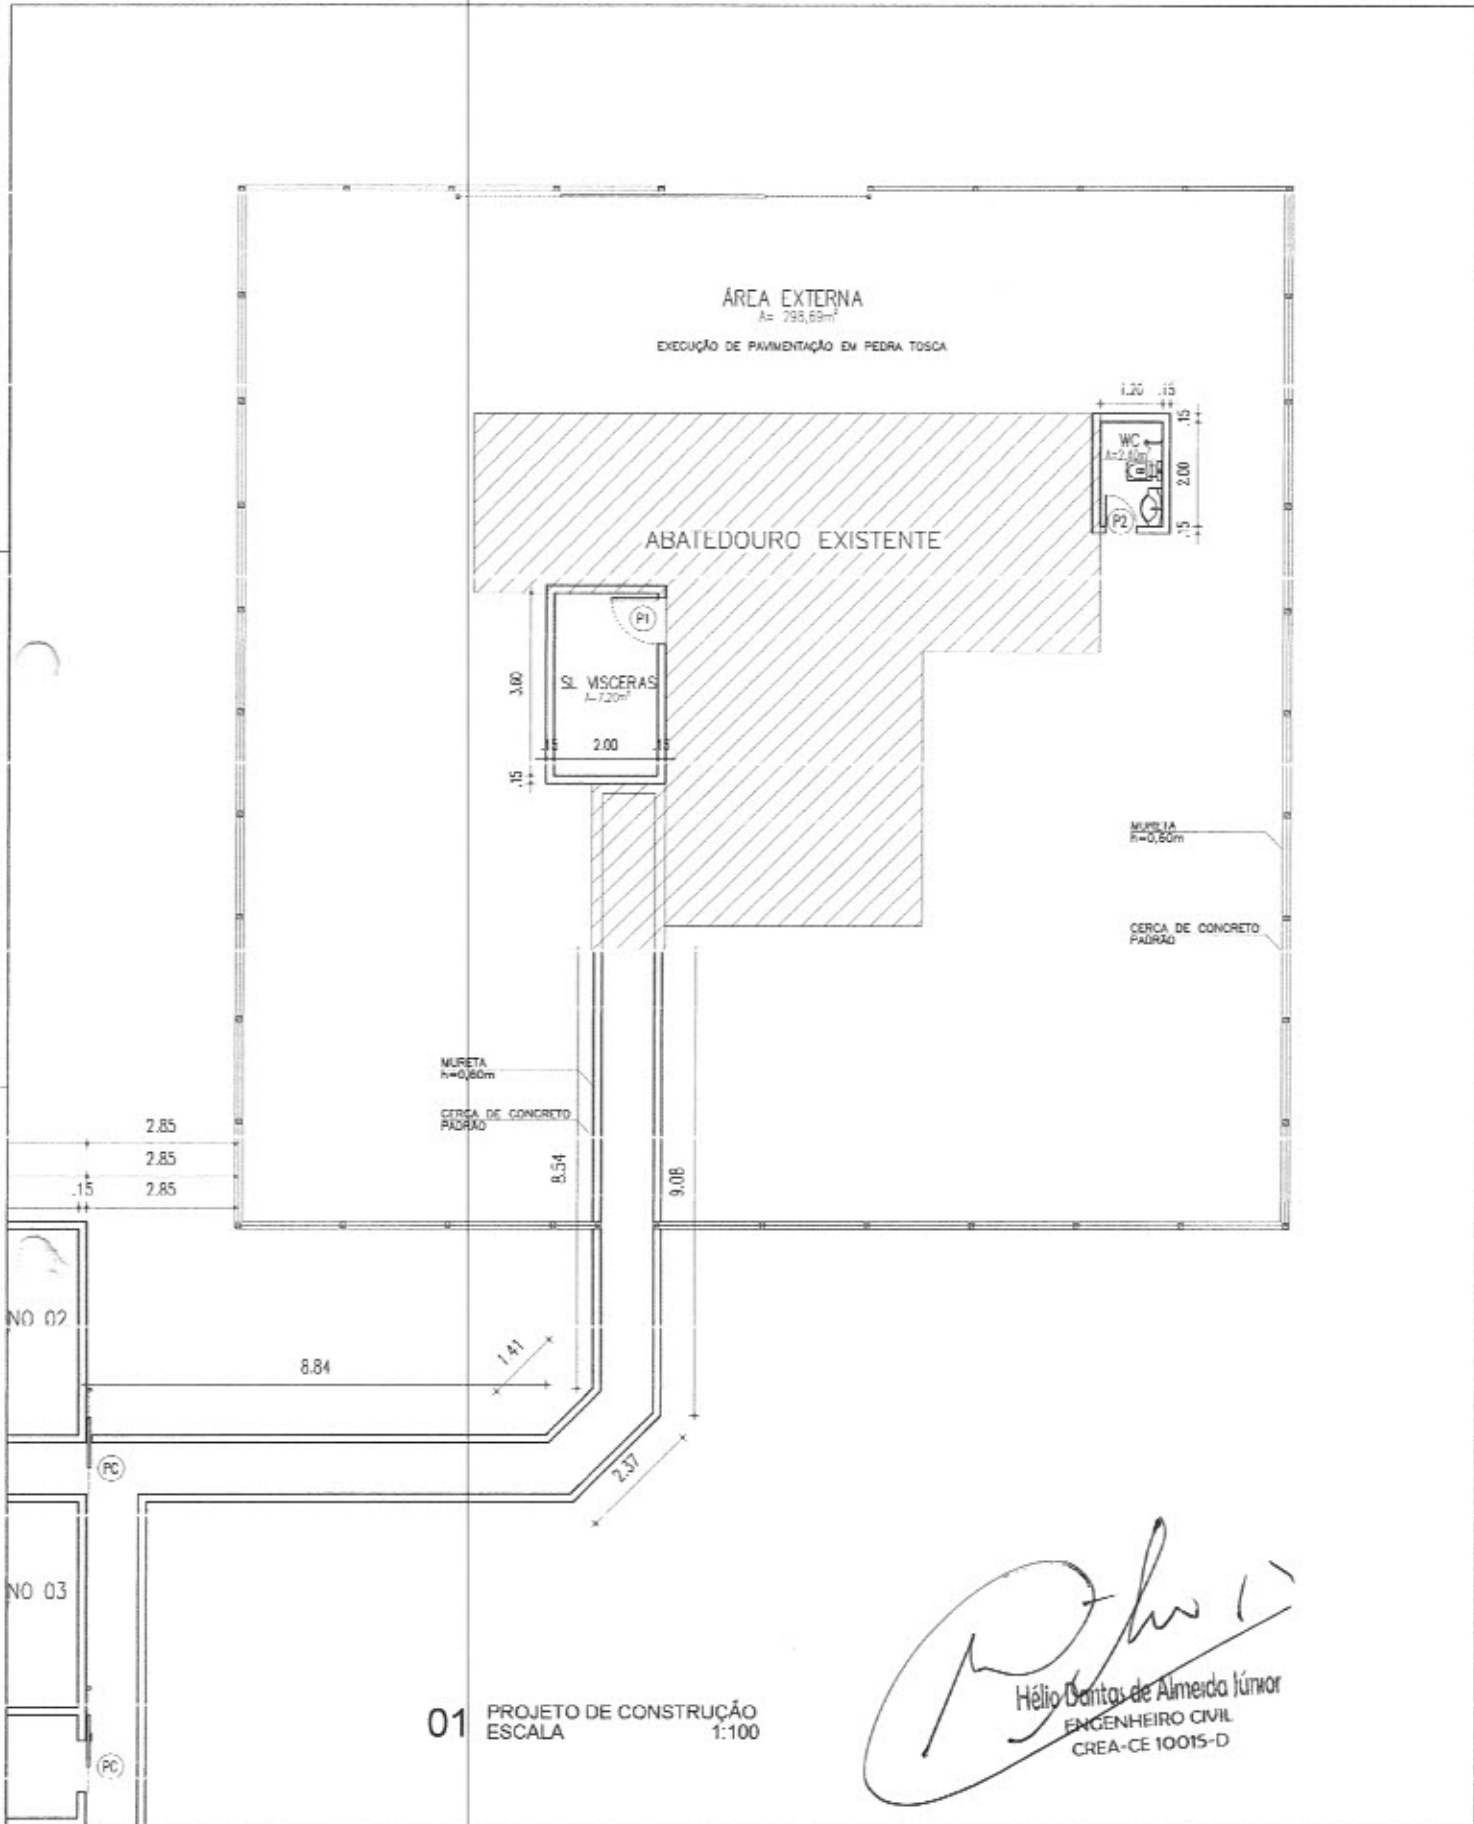 ÁREA EXTERNA
A= 298,69m²
EXECUÇÃO DE PAVIMENTAÇÃO EM PEDRA TOSCA
1.20 .15
.15
WC
A=2.40m²
2.00
P2
.15
ABATEDOURO EXISTENTE
P1
3.60
SL VISCERAS
A=7.20m²
.15 2.00 .15
.15
MURETA
h=0,60m
CERCA DE CONCRETO
PADRÃO
MURETA
h=0,60m
CERCA DE CONCRETO
PADRÃO
8.54
9.08
2.85
2.85
.15 2.85
NO 02
8.84
1.41
2.37
PC
NO 03
PC
01 PROJETO DE CONSTRUÇÃO
ESCALA 1:100
Hélio Dantas de Almeida Júnior
ENGENHEIRO CIVIL
CREA-CE 10015-D